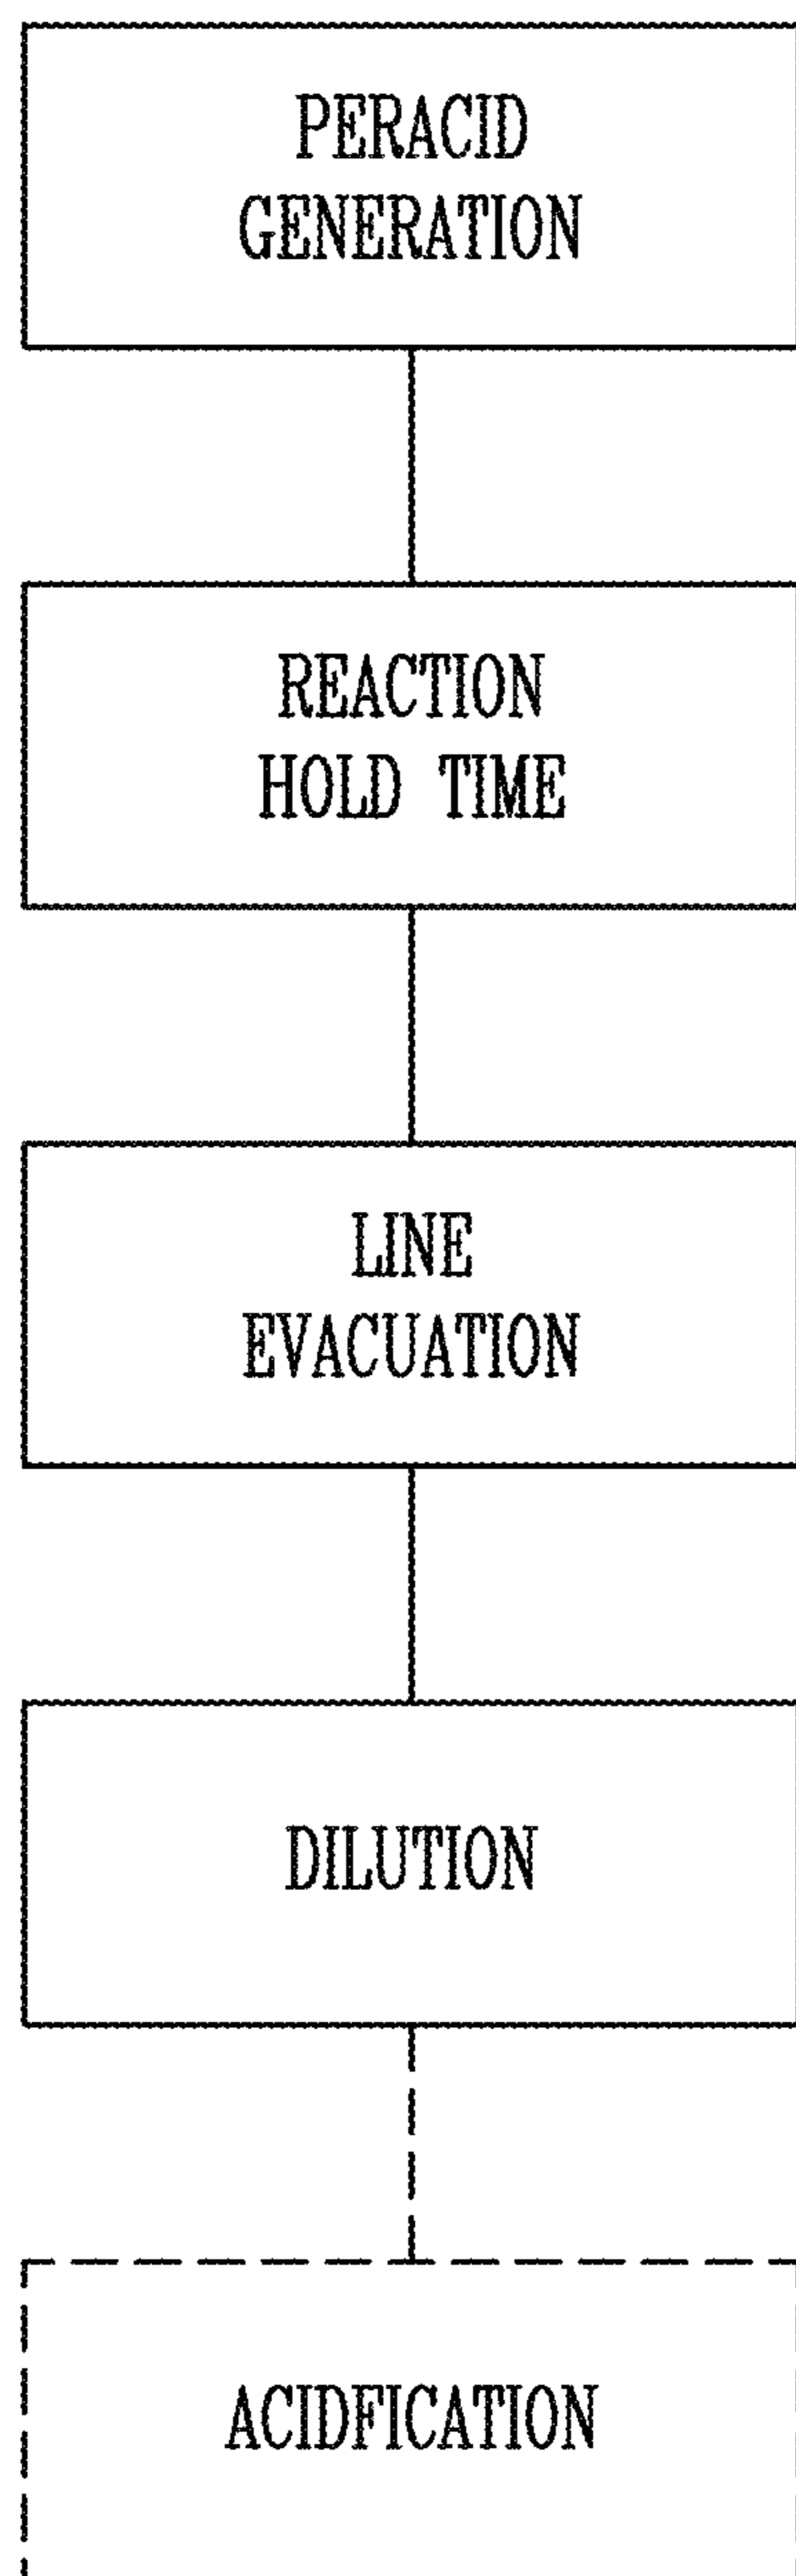 PERACID
GENERATION
REACTION
HOLD TIME
LINE
EVACUATION
DILUTION
ACIDFICATION